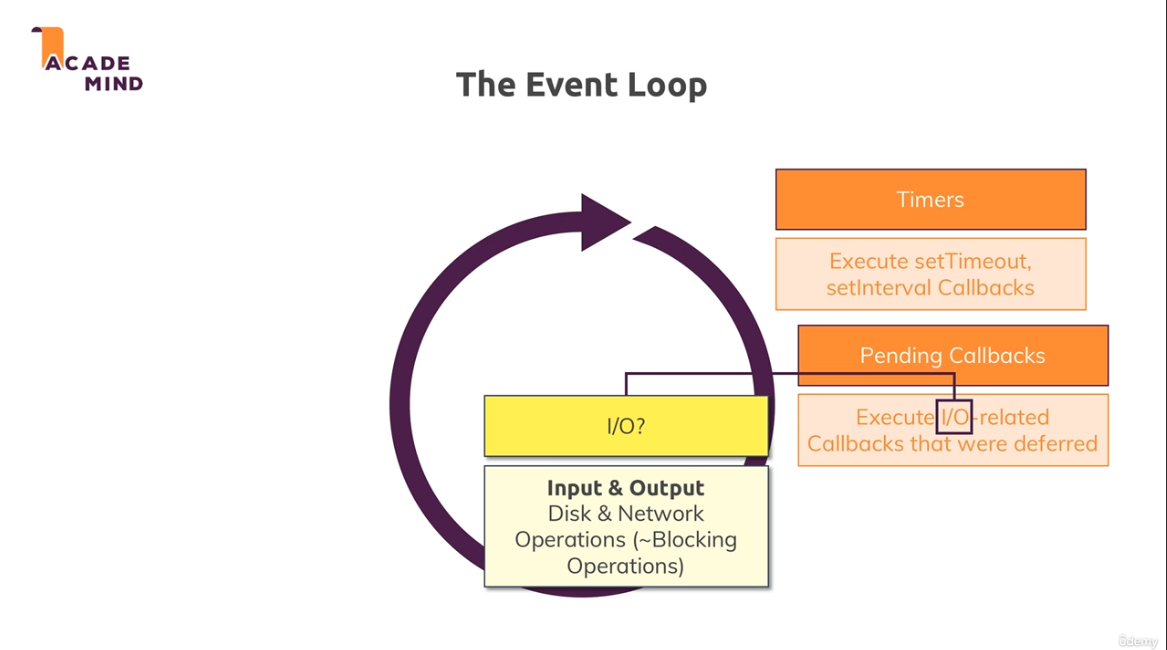 ACADE
MIND
The Event Loop
Timers
Execute setTimeout,
setInterval Callbacks
Pending Callbacks
Execute I/O-related
Callbacks that were deferred
I/O?
Input & Output
Disk & Network
Operations (~Blocking
Operations)
ûdemy